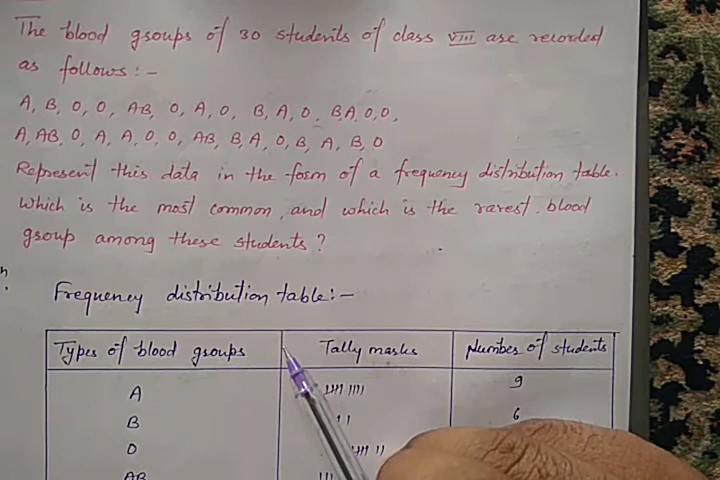 The blood groups of 30 students of class VIII are recorded
as follows:-
A, B, O, O, AB, O, A, O, B, A, O, B, A, O, O,
A, AB, O, A, A, O, O, AB, B, A, O, B, A, B, O
Represent this data in the form of a frequency distribution table.
Which is the most common, and which is the rarest, blood
group among these students?
Frequency distribution table:-
Types of blood groups Tally marks Number of students
A 9
B 6
O
AB